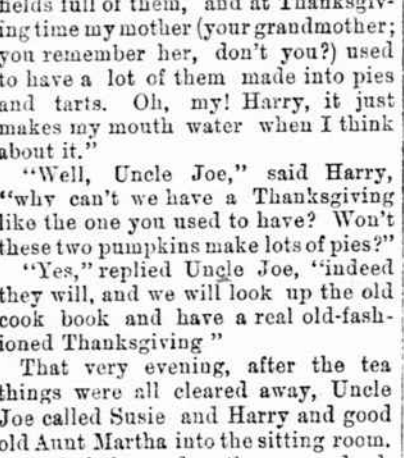 fields full of them, and at Thanksgiv-
ing time my mother (your grandmother;
you remember her, don't you?) used
to have a lot of them made into pies
and tarts. Oh, my! Harry, it just
makes my mouth water when I think
about it."
"Well, Uncle Joe," said Harry,
"why can't we have a Thanksgiving
like the one you used to have? Won't
these two pumpkins make lots of pies?"
"Yes," replied Uncle Joe, "indeed
they will, and we will look up the old
cook book and have a real old-fash-
ioned Thanksgiving "
That very evening, after the tea
things were all cleared away, Uncle
Joe called Susie and Harry and good
old Aunt Martha into the sitting room.